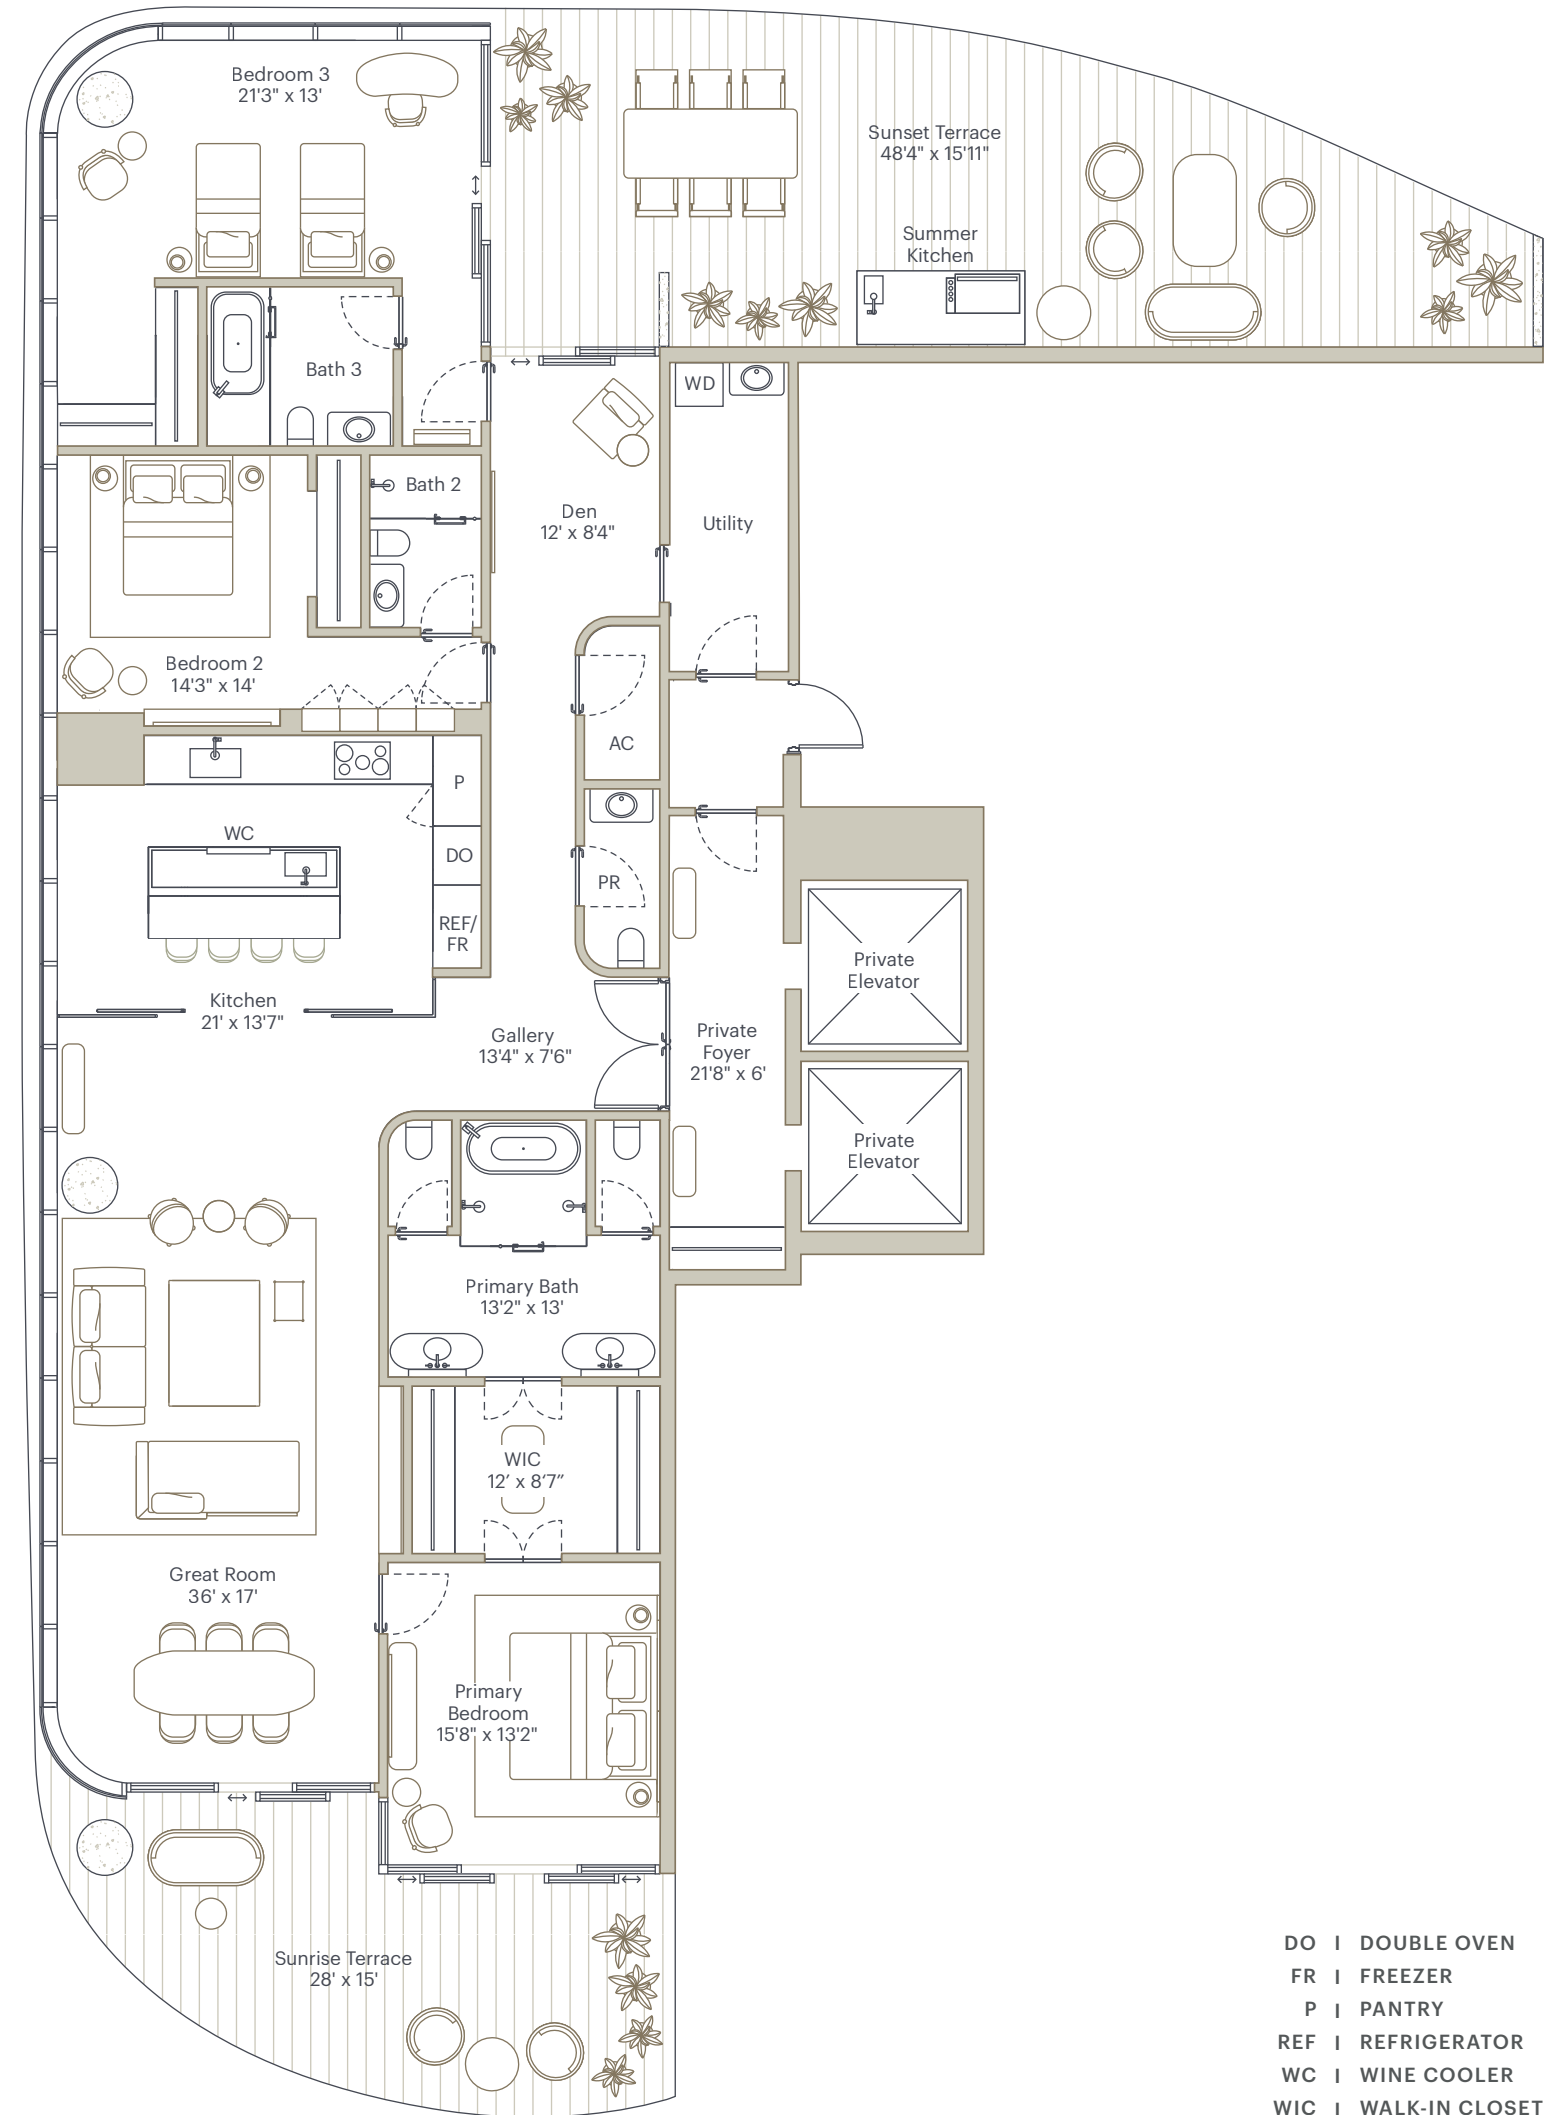 Bedroom 3
21'3" x 13'
Sunset Terrace
48'4" x 15'11"
Summer
Kitchen
Bath 3
WD
Bath 2
Den
12' x 8'4"
Utility
Bedroom 2
14'3" x 14'
AC
P
WC
DO
PR
REF/
FR
Private
Elevator
Kitchen
21' x 13'7"
Gallery
13'4" x 7'6"
Private
Foyer
21'8" x 6'
Private
Elevator
Primary Bath
13'2" x 13'
WIC
12’ x 8’7”
Great Room
36' x 17'
Primary
Bedroom
15'8" x 13'2"
Sunrise Terrace
28' x 15'
DO | DOUBLE OVEN
FR | FREEZER
P | PANTRY
REF | REFRIGERATOR
WC | WINE COOLER
WIC | WALK-IN CLOSET